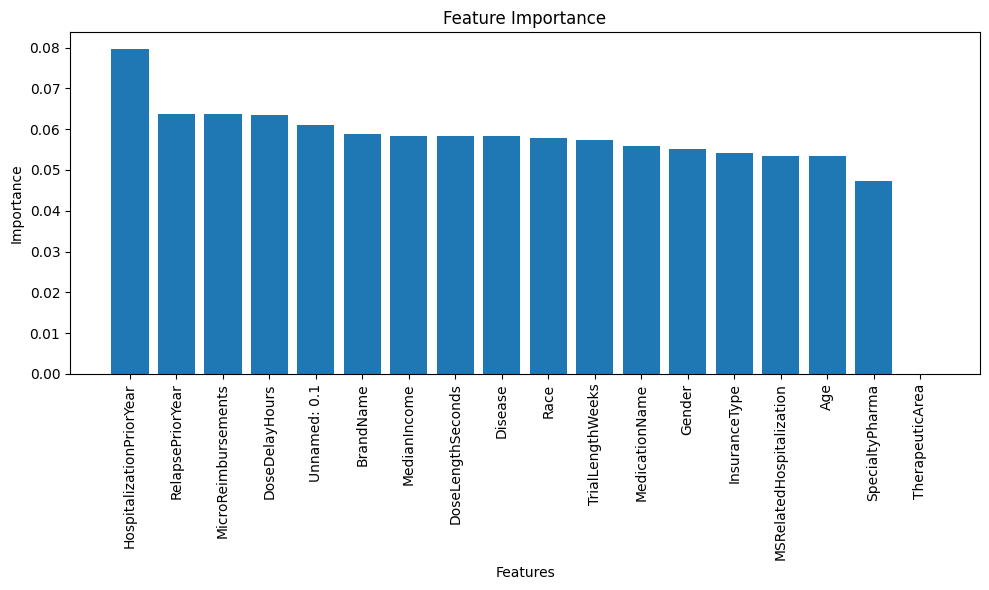 Feature Importance
Importance
0.08
0.07
0.06
0.05
0.04
0.03
0.02
0.01
0.00
HospitalizationPriorYear
RelapsePriorYear
MicroReimbursements
DoseDelayHours
Unnamed: 0.1
BrandName
MedianIncome
DoseLengthSeconds
Disease
Race
TrialLengthWeeks
MedicationName
Gender
InsuranceType
MSRelatedHospitalization
Age
SpecialtyPharma
TherapeuticArea
Features